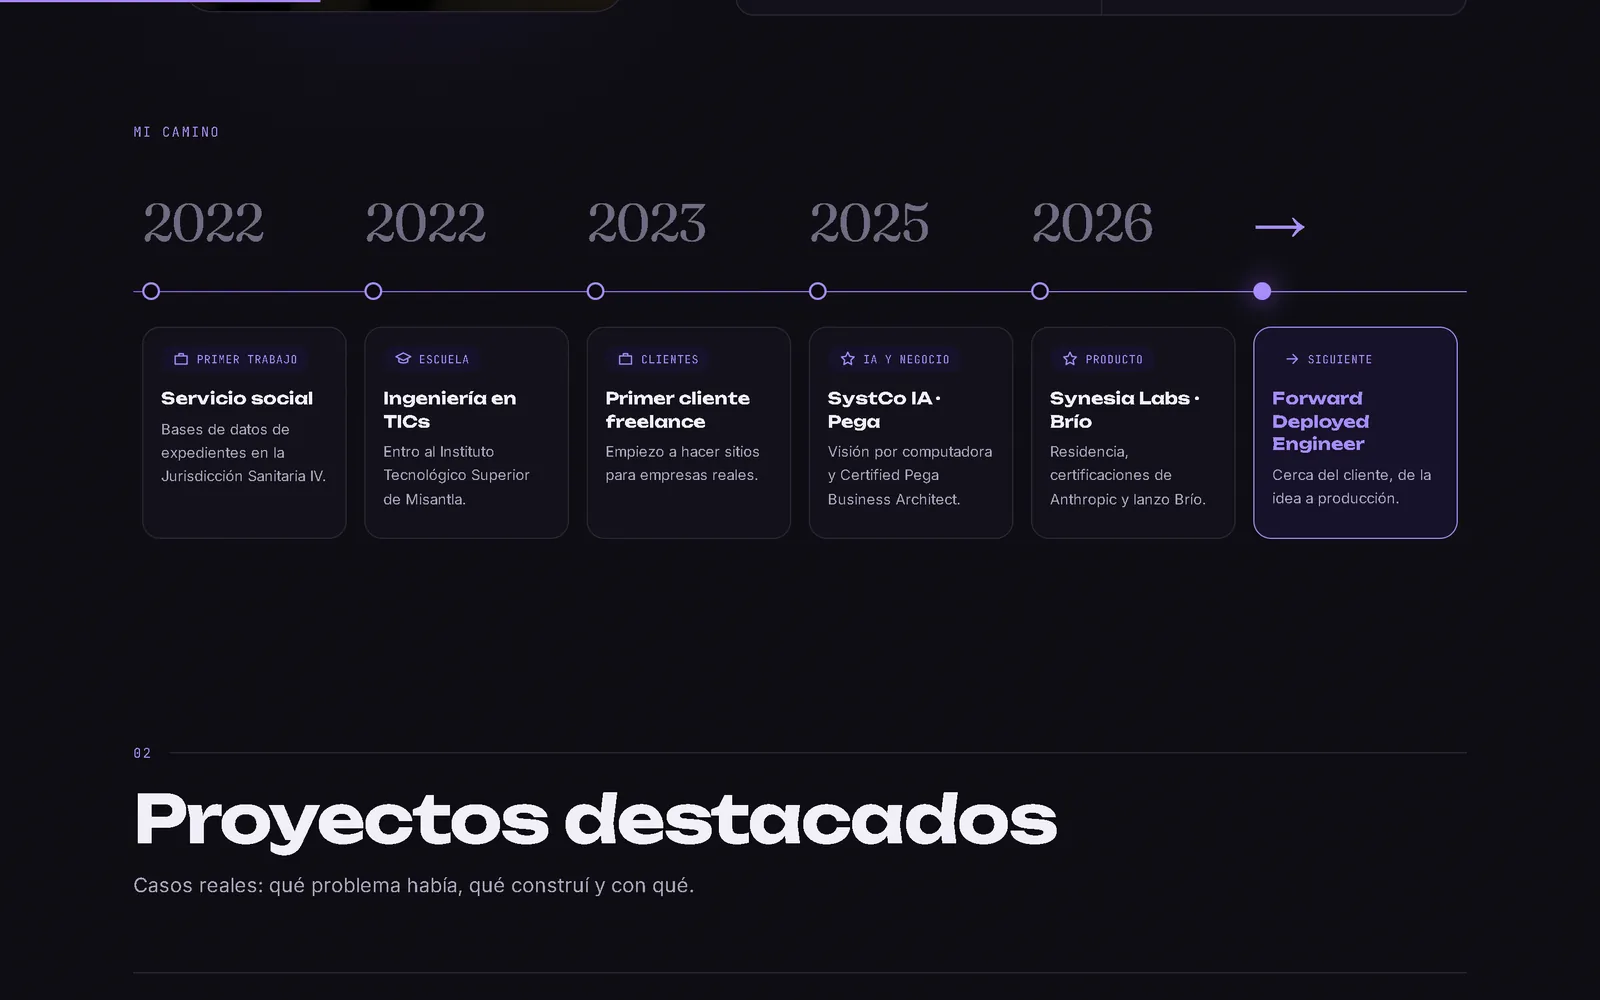 MI CAMINO
2022
2022
2023
2025
2026
→
PRIMER TRABAJO
Servicio social
Bases de datos de
expedientes en la
Jurisdicción Sanitaria IV.
ESCUELA
Ingeniería en
TICs
Entro al Instituto
Tecnológico Superior
de Misantla.
CLIENTES
Primer cliente
freelance
Empiezo a hacer sitios
para empresas reales.
IA Y NEGOCIO
SystCo IA ·
Pega
Visión por computadora
y Certified Pega
Business Architect.
PRODUCTO
Synesia Labs ·
Brío
Residencia,
certificaciones de
Anthropic y lanzo Brío.
SIGUIENTE
Forward
Deployed
Engineer
Cerca del cliente, de la
idea a producción.
02
Proyectos destacados
Casos reales: qué problema había, qué construí y con qué.